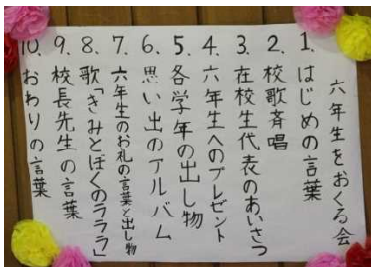 六年生をおくる会
1. はじめの言葉
2. 校歌斉唱
3. 在校生代表のあいさつ
4. 六年生へのプレゼント
5. 各学年の出し物
6. 思い出のアルバム
7. 六年生のお礼の言葉と出し物
8. 歌「きみとぼくのラララ」
9. 校長先生の言葉
10. おわりの言葉